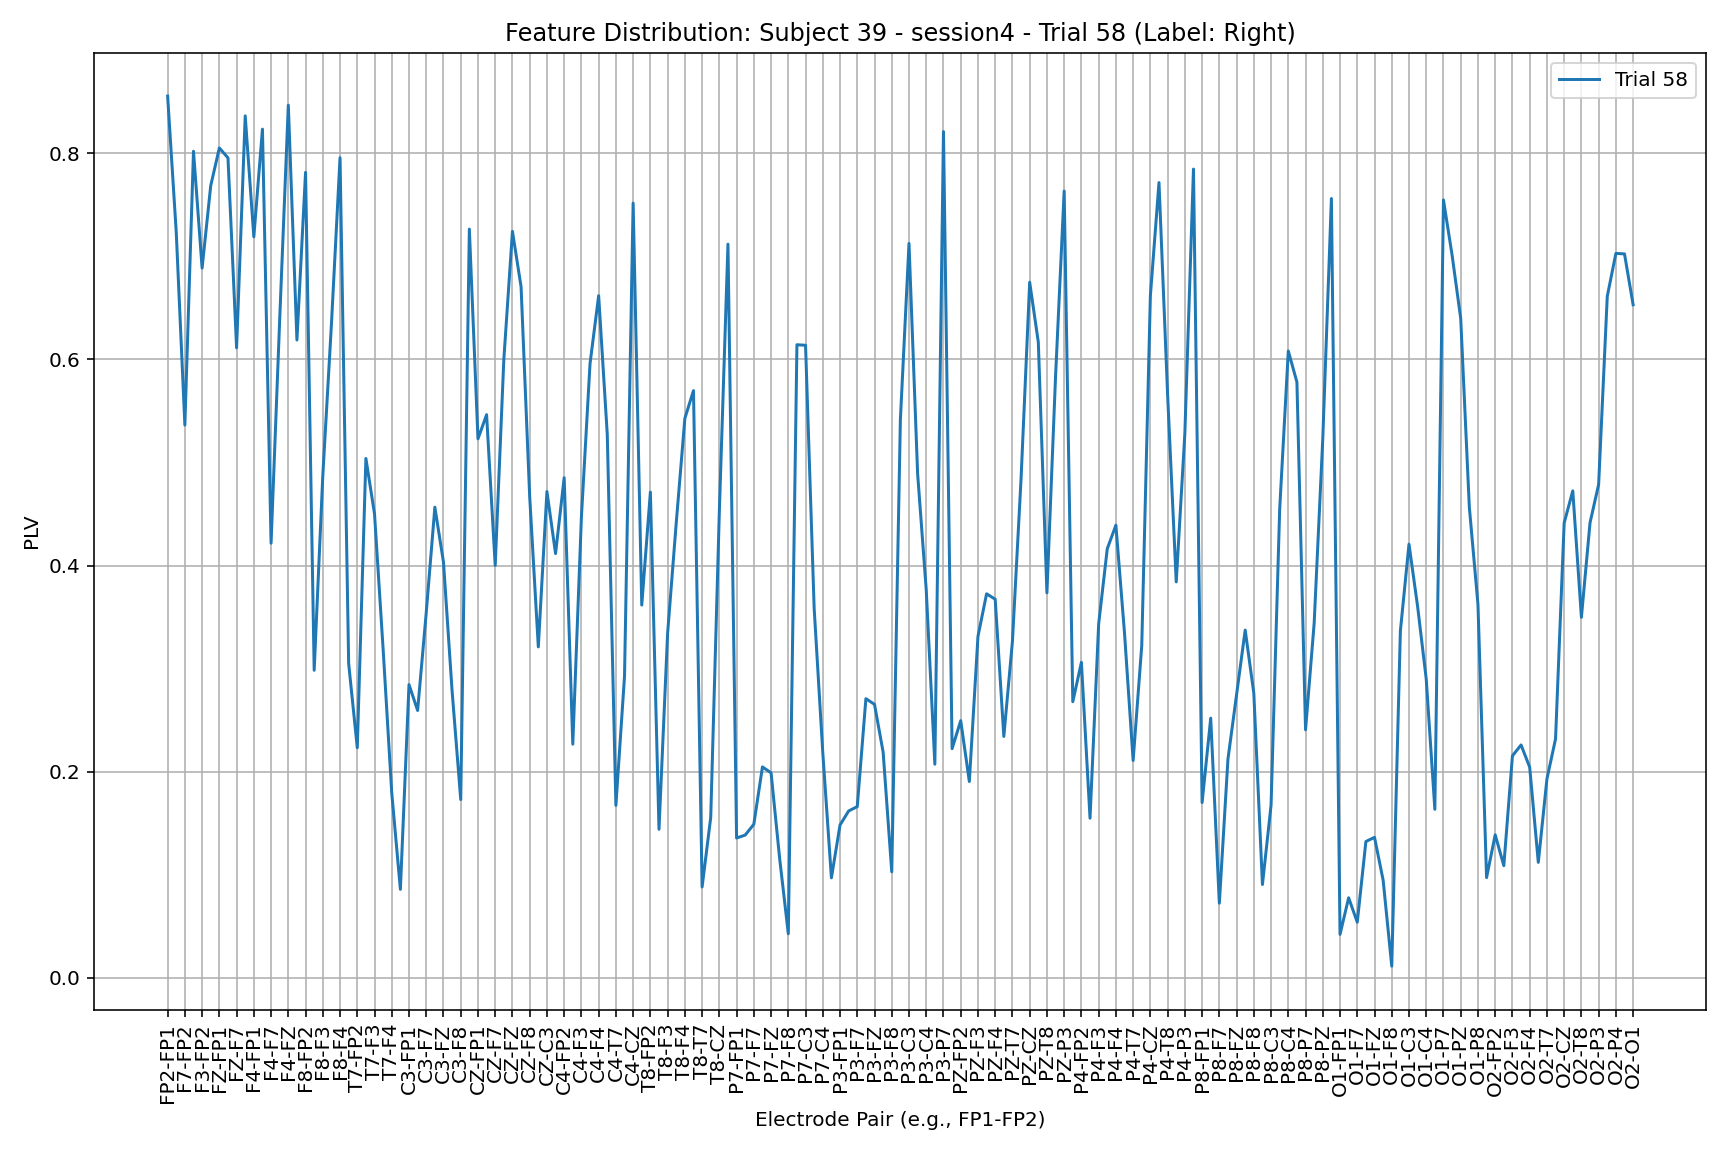 Feature Distribution: Subject 39 - session4 - Trial 58 (Label: Right)
Trial 58
PLV
0.8
0.6
0.4
0.2
0.0
FP2-FP1
F7-FP2
F3-FP2
FZ-FP1
FZ-F7
F4-FP1
F4-F7
F4-FZ
F8-FP2
F8-F3
F8-F4
T7-FP2
T7-F3
T7-F4
C3-FP1
C3-F7
C3-FZ
C3-F8
CZ-FP1
CZ-F7
CZ-FZ
CZ-F8
CZ-C3
C4-FP2
C4-F3
C4-F4
C4-T7
C4-CZ
T8-FP2
T8-F3
T8-F4
T8-T7
T8-CZ
P7-FP1
P7-F7
P7-FZ
P7-F8
P7-C3
P7-C4
P3-FP1
P3-F7
P3-FZ
P3-F8
P3-C3
P3-C4
P3-P7
PZ-FP2
PZ-F3
PZ-F4
PZ-T7
PZ-CZ
PZ-T8
PZ-P3
P4-FP2
P4-F3
P4-F4
P4-T7
P4-CZ
P4-T8
P4-P3
P8-FP1
P8-F7
P8-FZ
P8-F8
P8-C3
P8-C4
P8-P7
P8-PZ
O1-FP1
O1-F7
O1-FZ
O1-F8
O1-C3
O1-C4
O1-P7
O1-PZ
O1-P8
O2-FP2
O2-F3
O2-F4
O2-T7
O2-CZ
O2-T8
O2-P3
O2-P4
O2-O1
Electrode Pair (e.g., FP1-FP2)